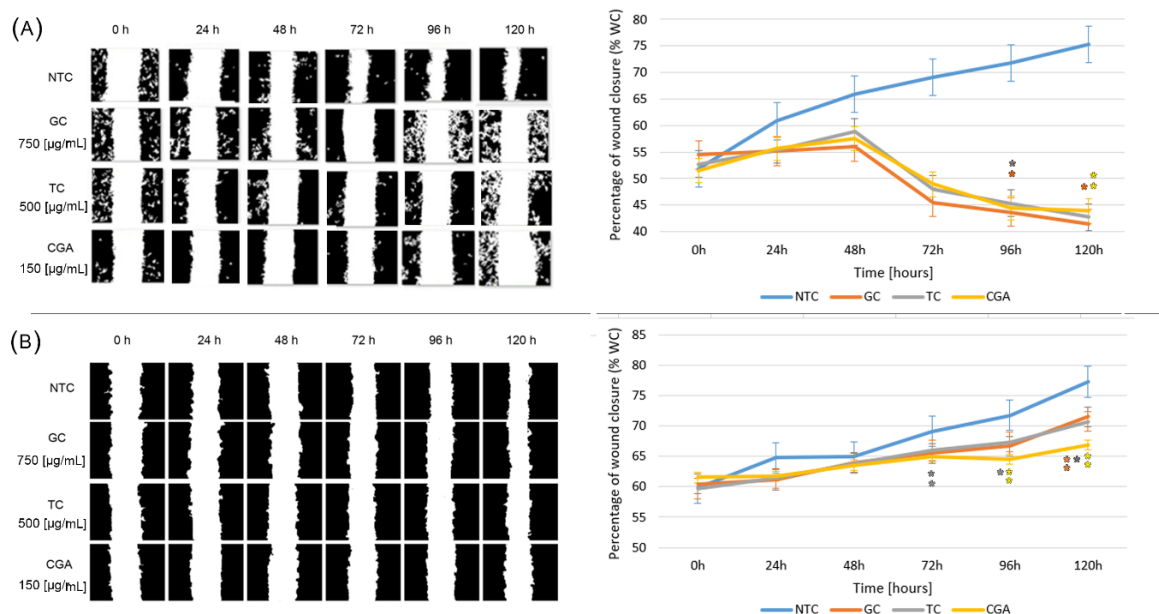 (A)
0 h 24 h 48 h 72 h 96 h 120 h
NTC
GC
750 [µg/mL]
TC
500 [µg/mL]
CGA
150 [µg/mL]
Percentage of wound closure (% WC)
80
75
70
65
60
55
50
45
40
0h 24h 48h 72h 96h 120h
Time [hours]
NTC GC TC CGA
(B)
0 h 24 h 48 h 72 h 96 h 120 h
NTC
GC
750 [µg/mL]
TC
500 [µg/mL]
CGA
150 [µg/mL]
Percentage of wound closure (% WC)
85
80
75
70
65
60
55
50
0h 24h 48h 72h 96h 120h
Time [hours]
NTC GC TC CGA